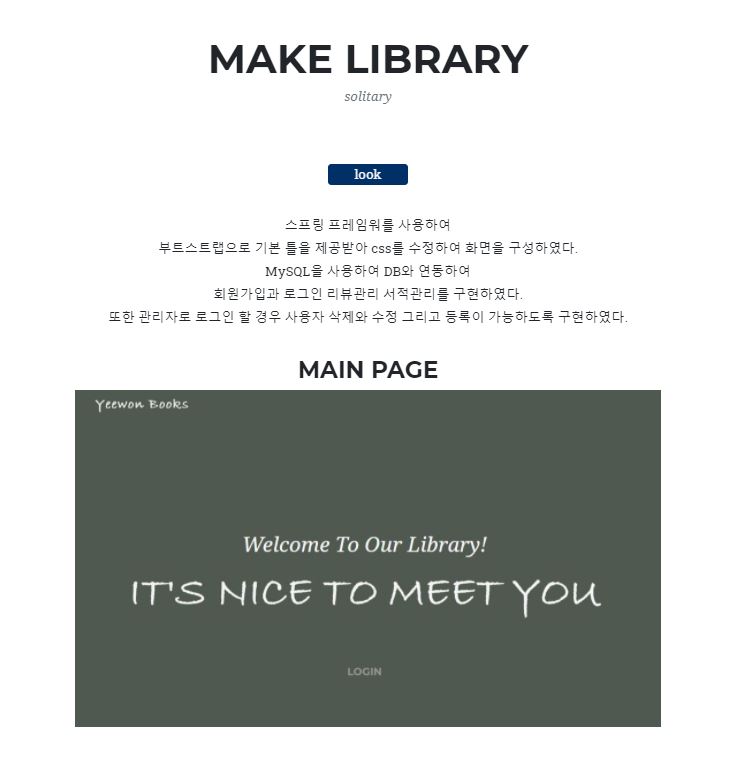 MAKE LIBRARY
solitary
look
스프링 프레임워를 사용하여
부트스트랩으로 기본 틀을 제공받아 css를 수정하여 화면을 구성하였다.
MySQL을 사용하여 DB와 연동하여
회원가입과 로그인 리뷰관리 서적관리를 구현하였다.
또한 관리자로 로그인 할 경우 사용자 삭제와 수정 그리고 등록이 가능하도록 구현하였다.
MAIN PAGE
Yeewon Books
Welcome To Our Library!
IT'S NICE TO MEET YOU
LOGIN